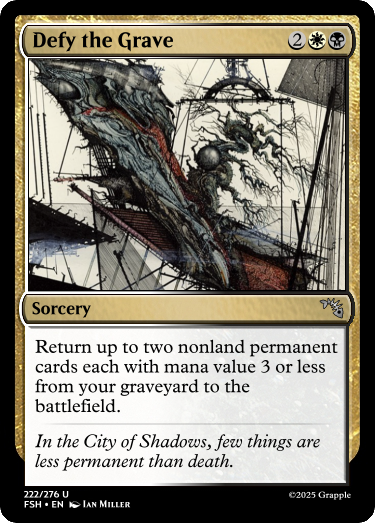 Defy the Grave 2
Sorcery
Return up to two nonland permanent
cards each with mana value 3 or less
from your graveyard to the
battlefield.
In the City of Shadows, few things are
less permanent than death.
222/276 U
FSH • EN Ian Miller
©2025 Grapple